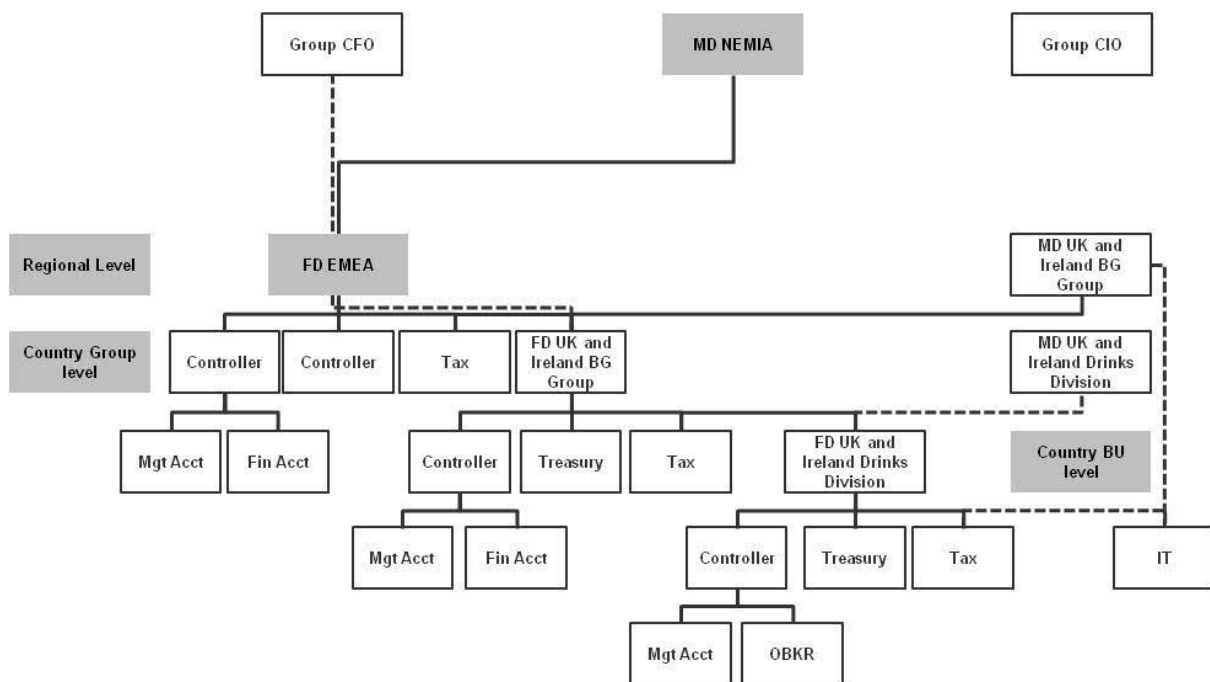 Group CFO
MD NEMIA
Group CIO
Regional Level
FD EMEA
MD UK and
Ireland BG
Group
Country Group
level
Controller
Controller
Tax
FD UK and
Ireland BG
Group
MD UK and
Ireland Drinks
Division
Mgt Acct
Fin Acct
Controller
Treasury
Tax
FD UK and
Ireland Drinks
Division
Country BU
level
Mgt Acct
Fin Acct
Controller
Treasury
Tax
IT
Mgt Acct
OBKR